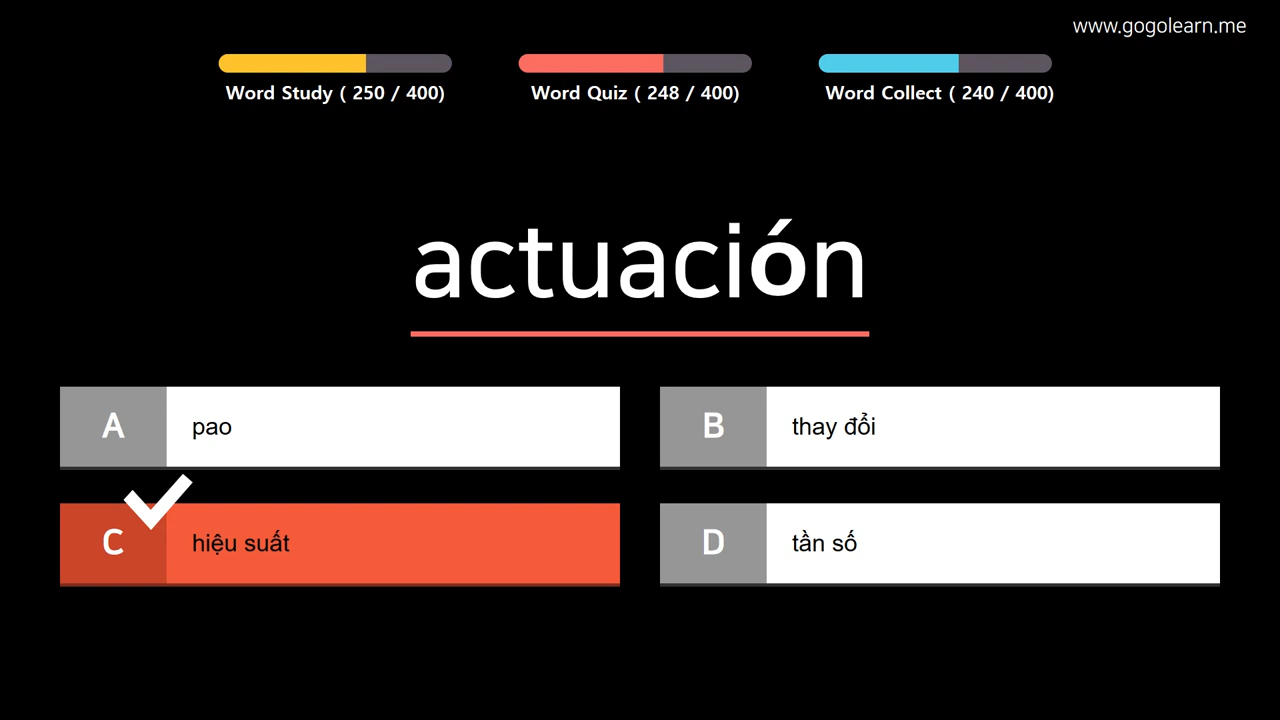 www.gogolearn.me
Word Study ( 250 / 400)
Word Quiz ( 248 / 400)
Word Collect ( 240 / 400)
actuación
A pao
B thay đổi
C hiệu suất
D tần số